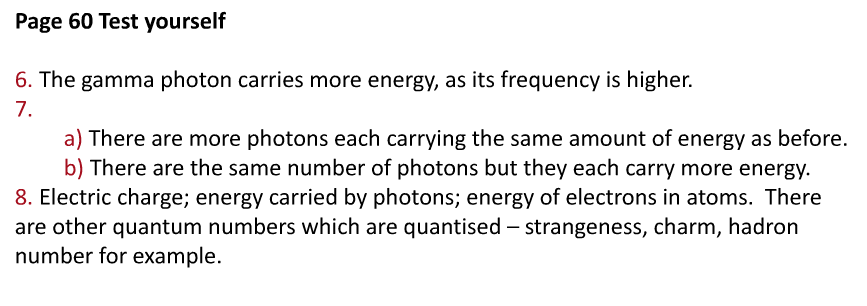 Page 60 Test yourself
6. The gamma photon carries more energy, as its frequency is higher.
7.
a) There are more photons each carrying the same amount of energy as before.
b) There are the same number of photons but they each carry more energy.
8. Electric charge; energy carried by photons; energy of electrons in atoms.  There
are other quantum numbers which are quantised – strangeness, charm, hadron
number for example.